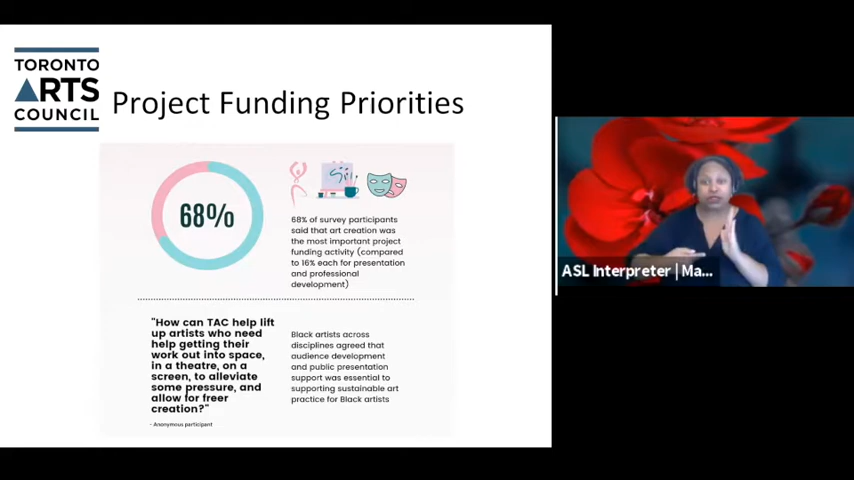 TORONTO
ARTS
COUNCIL
Project Funding Priorities
68%
68% of survey participants
said that art creation was
the most important project
funding activity (compared
to 16% each for presentation
and professional
development)
"How can TAC help lift
up artists who need
help getting their
work out into space,
in a theatre, on a
screen, to alleviate
some pressure, and
allow for freer
creation?"
- Anonymous participant
Black artists across
disciplines agreed that
audience development
and public presentation
support was essential to
supporting sustainable art
practice for Black artists
ASL Interpreter | Ma...